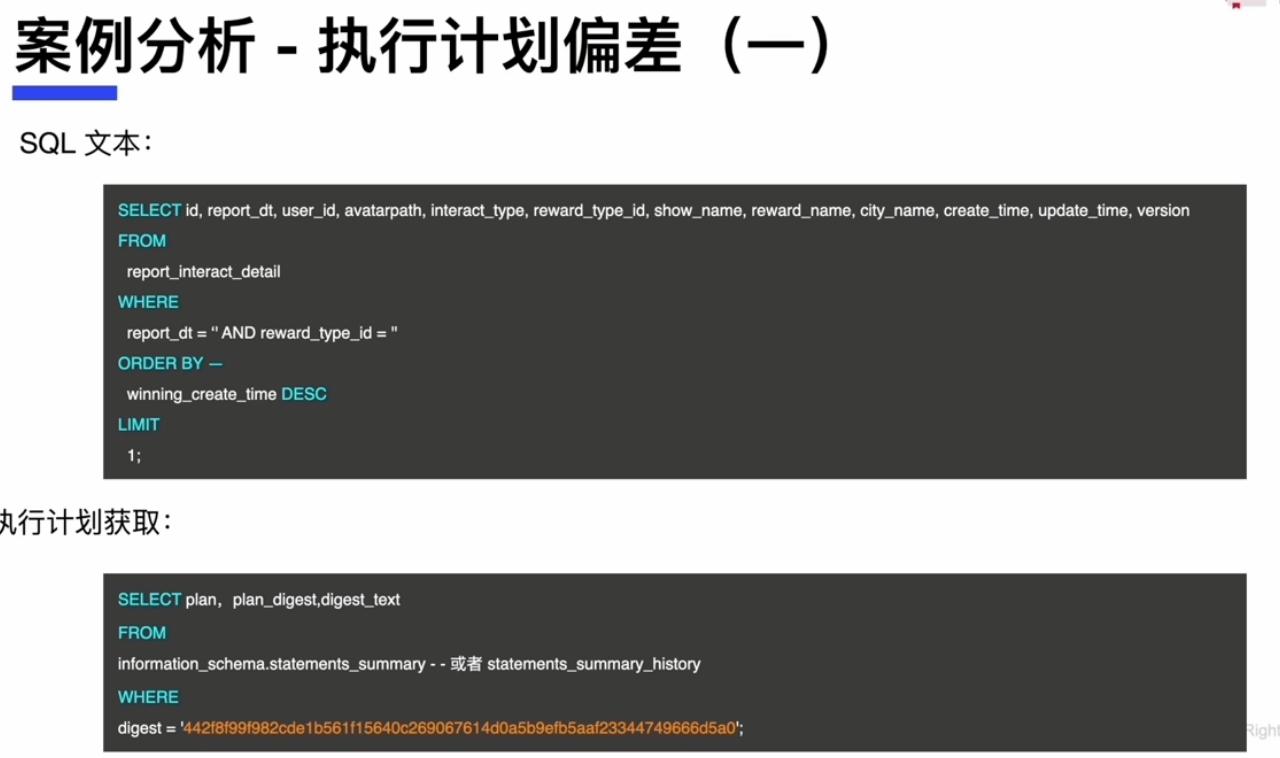 案例分析 - 执行计划偏差（一）
SQL 文本：
SELECT id, report_dt, user_id, avatarpath, interact_type, reward_type_id, show_name, reward_name, city_name, create_time, update_time, version
FROM
report_interact_detail
WHERE
report_dt = '' AND reward_type_id = ''
ORDER BY —
winning_create_time DESC
LIMIT
1;
执行计划获取：
SELECT plan，plan_digest,digest_text
FROM
information_schema.statements_summary - - 或者 statements_summary_history
WHERE
digest = '442f8f99f982cde1b561f15640c269067614d0a5b9efb5aaf23344749666d5a0';
Right